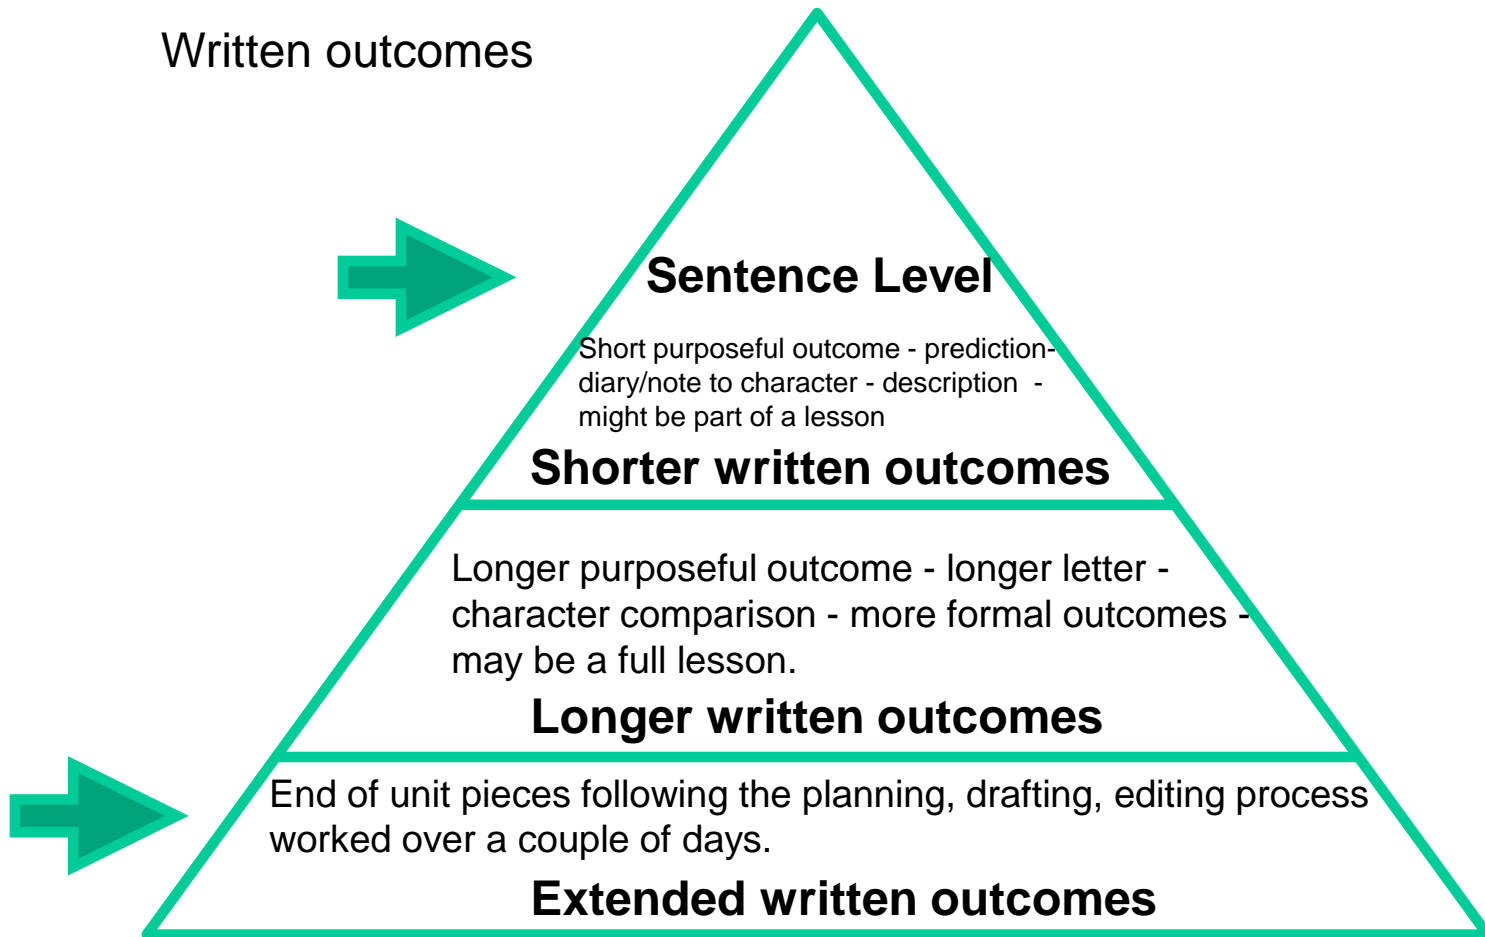 Written outcomes
Sentence Level
Short purposeful outcome - prediction-
diary/note to character - description  -
might be part of a lesson
Shorter written outcomes
Longer purposeful outcome - longer letter -
character comparison - more formal outcomes -
may be a full lesson.
Longer written outcomes
End of unit pieces following the planning, drafting, editing process
worked over a couple of days.
Extended written outcomes